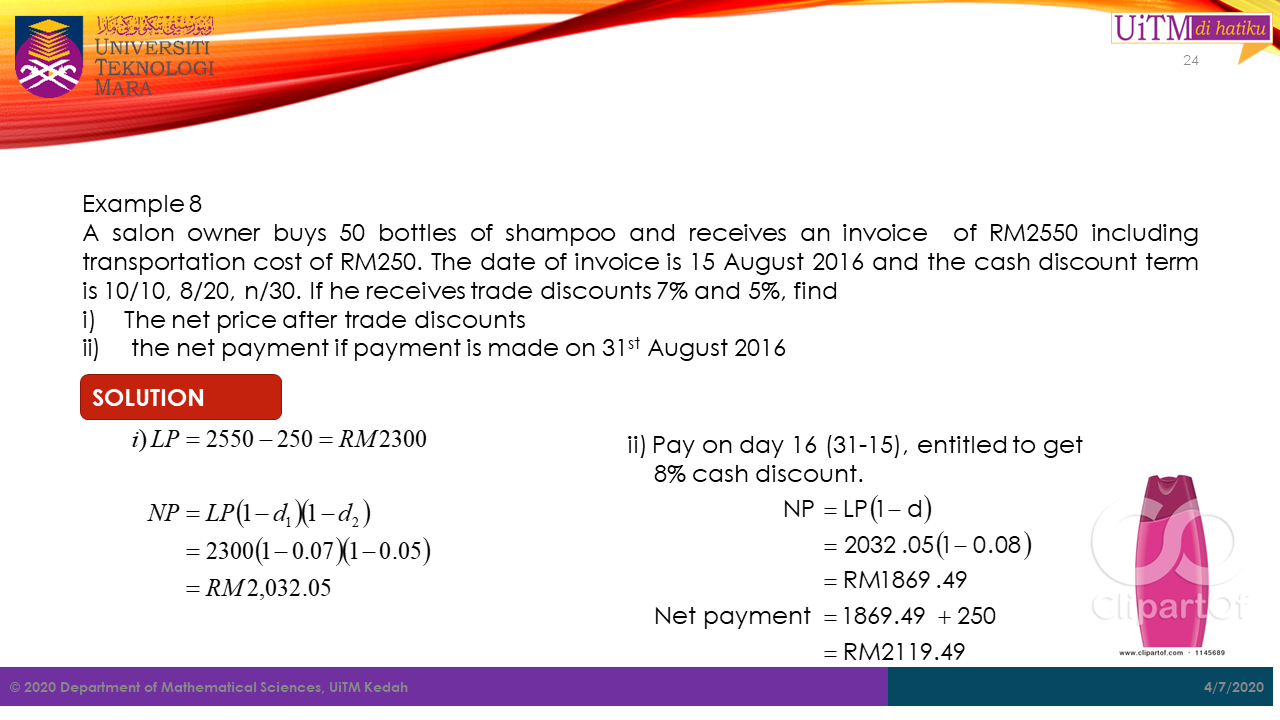 UNIVERSITI
TEKNOLOGI
MARA
UiTM di hatiku
24
Example 8
A salon owner buys 50 bottles of shampoo and receives an invoice of RM2550 including
transportation cost of RM250. The date of invoice is 15 August 2016 and the cash discount term
is 10/10, 8/20, n/30. If he receives trade discounts 7% and 5%, find
i) The net price after trade discounts
ii) the net payment if payment is made on 31st August 2016
SOLUTION
i) LP = 2550 − 250 = RM2300
NP = LP(1 − d₁)(1 − d₂)
= 2300(1 − 0.07)(1 − 0.05)
= RM 2,032.05
ii) Pay on day 16 (31-15), entitled to get
8% cash discount.
NP = LP(1 − d)
= 2032 .05(1 − 0.08)
= RM1869 .49
Net payment = 1869.49 + 250
= RM2119.49
ClipartOf
www.clipartof.com · 1145689
© 2020 Department of Mathematical Sciences, UiTM Kedah
4/7/2020